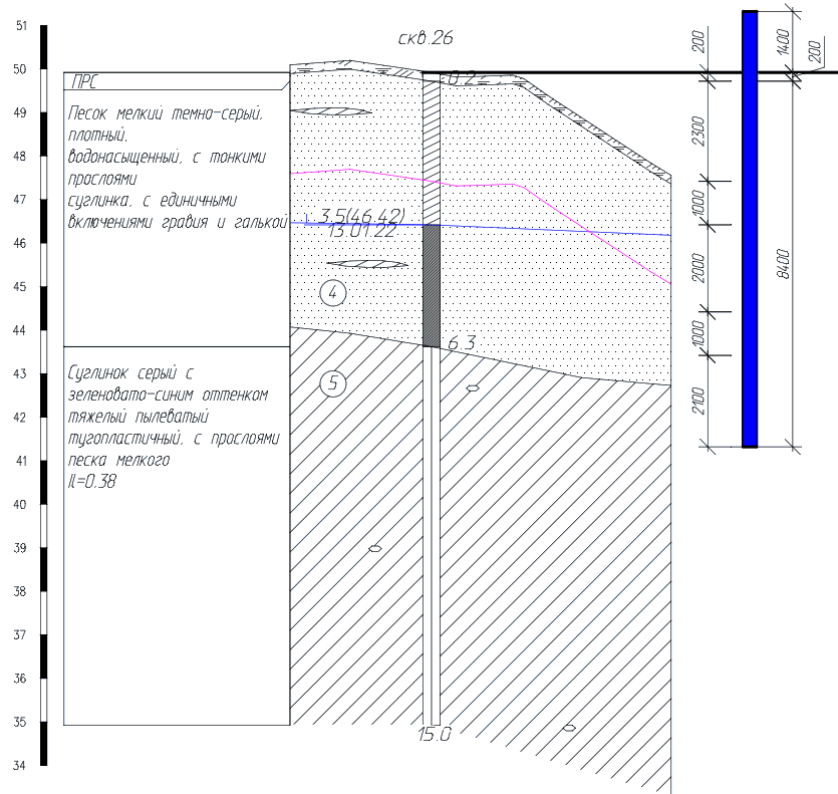 51
50
49
48
47
46
45
44
43
42
41
40
39
38
37
36
35
34
ПРС
Песок мелкий темно-серый,
плотный,
водонасыщенный, с тонкими
прослоями
суглинка, с единичными
включениями гравия и галькой
Суглинок серый с
зеленовато-синим оттенком
тяжелый пылеватый
тугопластичный, с прослоями
песка мелкого
IL=0,38
скв.26
0.2
3.5(46.42)
13.01.22
4
6.3
5
15.0
200
2300
1000
2000
1000
2100
1400
200
8400